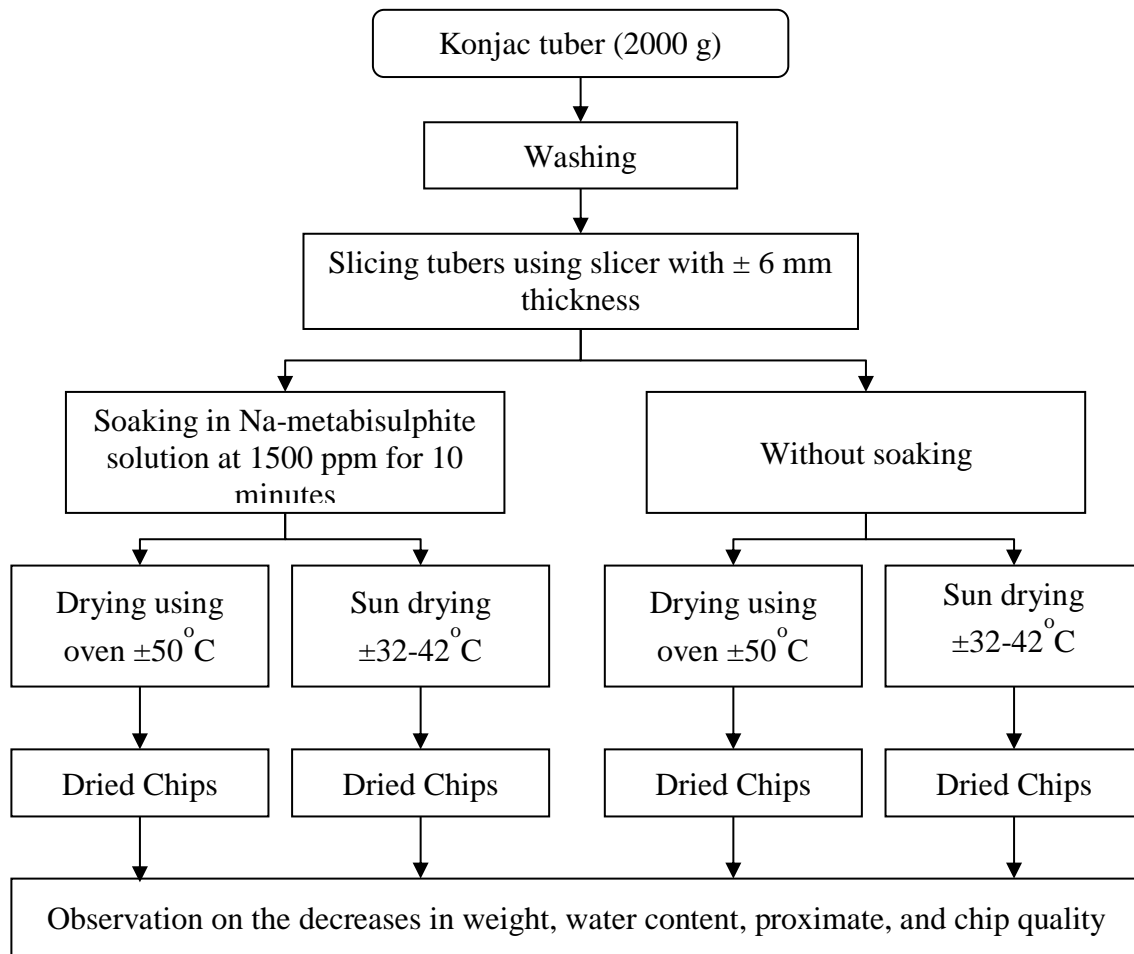 Konjac tuber (2000 g)
Washing
Slicing tubers using slicer with ± 6 mm
thickness
Soaking in Na-metabisulphite
solution at 1500 ppm for 10
minutes
Without soaking
Drying using
oven ±50°C
Sun drying
±32-42°C
Drying using
oven ±50°C
Sun drying
±32-42°C
Dried Chips
Dried Chips
Dried Chips
Dried Chips
Observation on the decreases in weight, water content, proximate, and chip quality